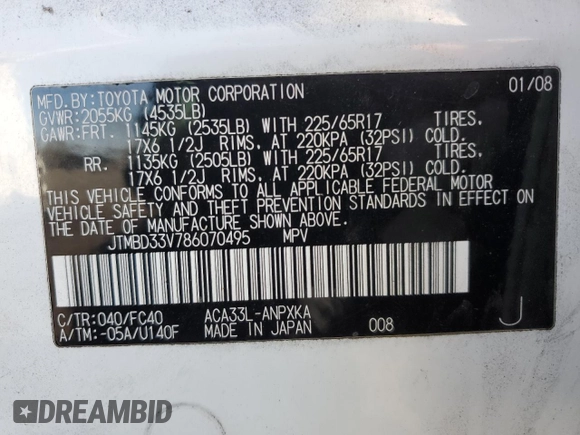 MFD.BY:TOYOTA MOTOR CORPORATION 01/08
GVWR:2055KG (4535LB)
GAWR:FRT. 1145KG (2535LB) WITH 225/65R17 TIRES,
17X6 1/2J RIMS, AT 220KPA (32PSI) COLD.
RR. 1135KG (2505LB) WITH 225/65R17 TIRES,
17X6 1/2J RIMS, AT 220KPA (32PSI) COLD.
THIS VEHICLE CONFORMS TO ALL APPLICABLE FEDERAL MOTOR
VEHICLE SAFETY AND THEFT PREVENTION STANDARDS IN EFFECT ON
THE DATE OF MANUFACTURE SHOWN ABOVE.
JTMBD33V786070495 MPV
C/TR:040/FC40 ACA33L-ANPXKA
A/TM:-05A/U140F MADE IN JAPAN 008 J
DREAMBID